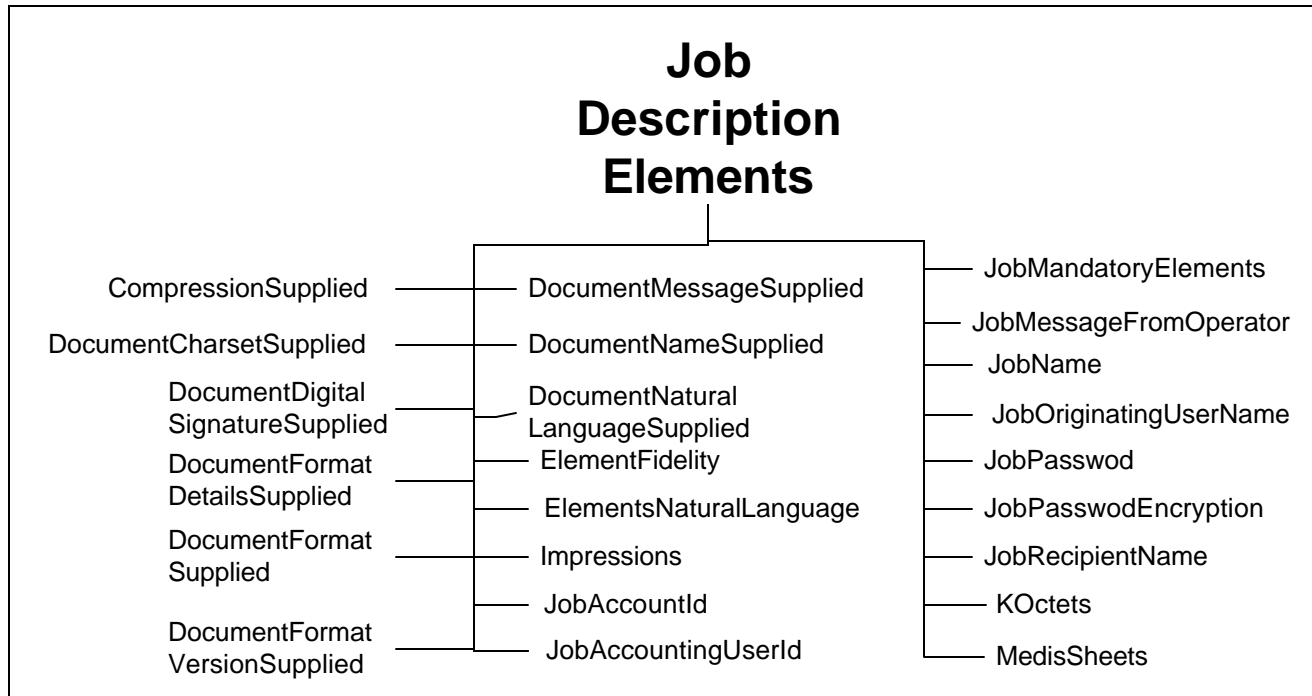 Job
Description
Elements
CompressionSupplied
DocumentCharsetSupplied
DocumentDigital
SignatureSupplied
DocumentFormat
DetailsSupplied
DocumentFormat
Supplied
DocumentFormat
VersionSupplied
DocumentMessageSupplied
DocumentNameSupplied
DocumentNatural
LanguageSupplied
ElementFidelity
ElementsNaturalLanguage
Impressions
JobAccountId
JobAccountingUserId
JobMandatoryElements
JobMessageFromOperator
JobName
JobOriginatingUserName
JobPasswod
JobPasswodEncryption
JobRecipientName
KOctets
MedisSheets